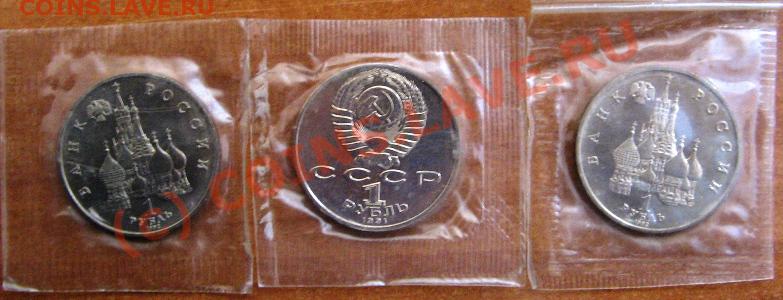 COINS.LAVE.RU
(C) COINS.LAVE.RU
БАНК РОССИИ
1
РУБЛЬ
СССР
1
РУБЛЬ
1991
БАНК РОССИИ
1
РУБЛЬ